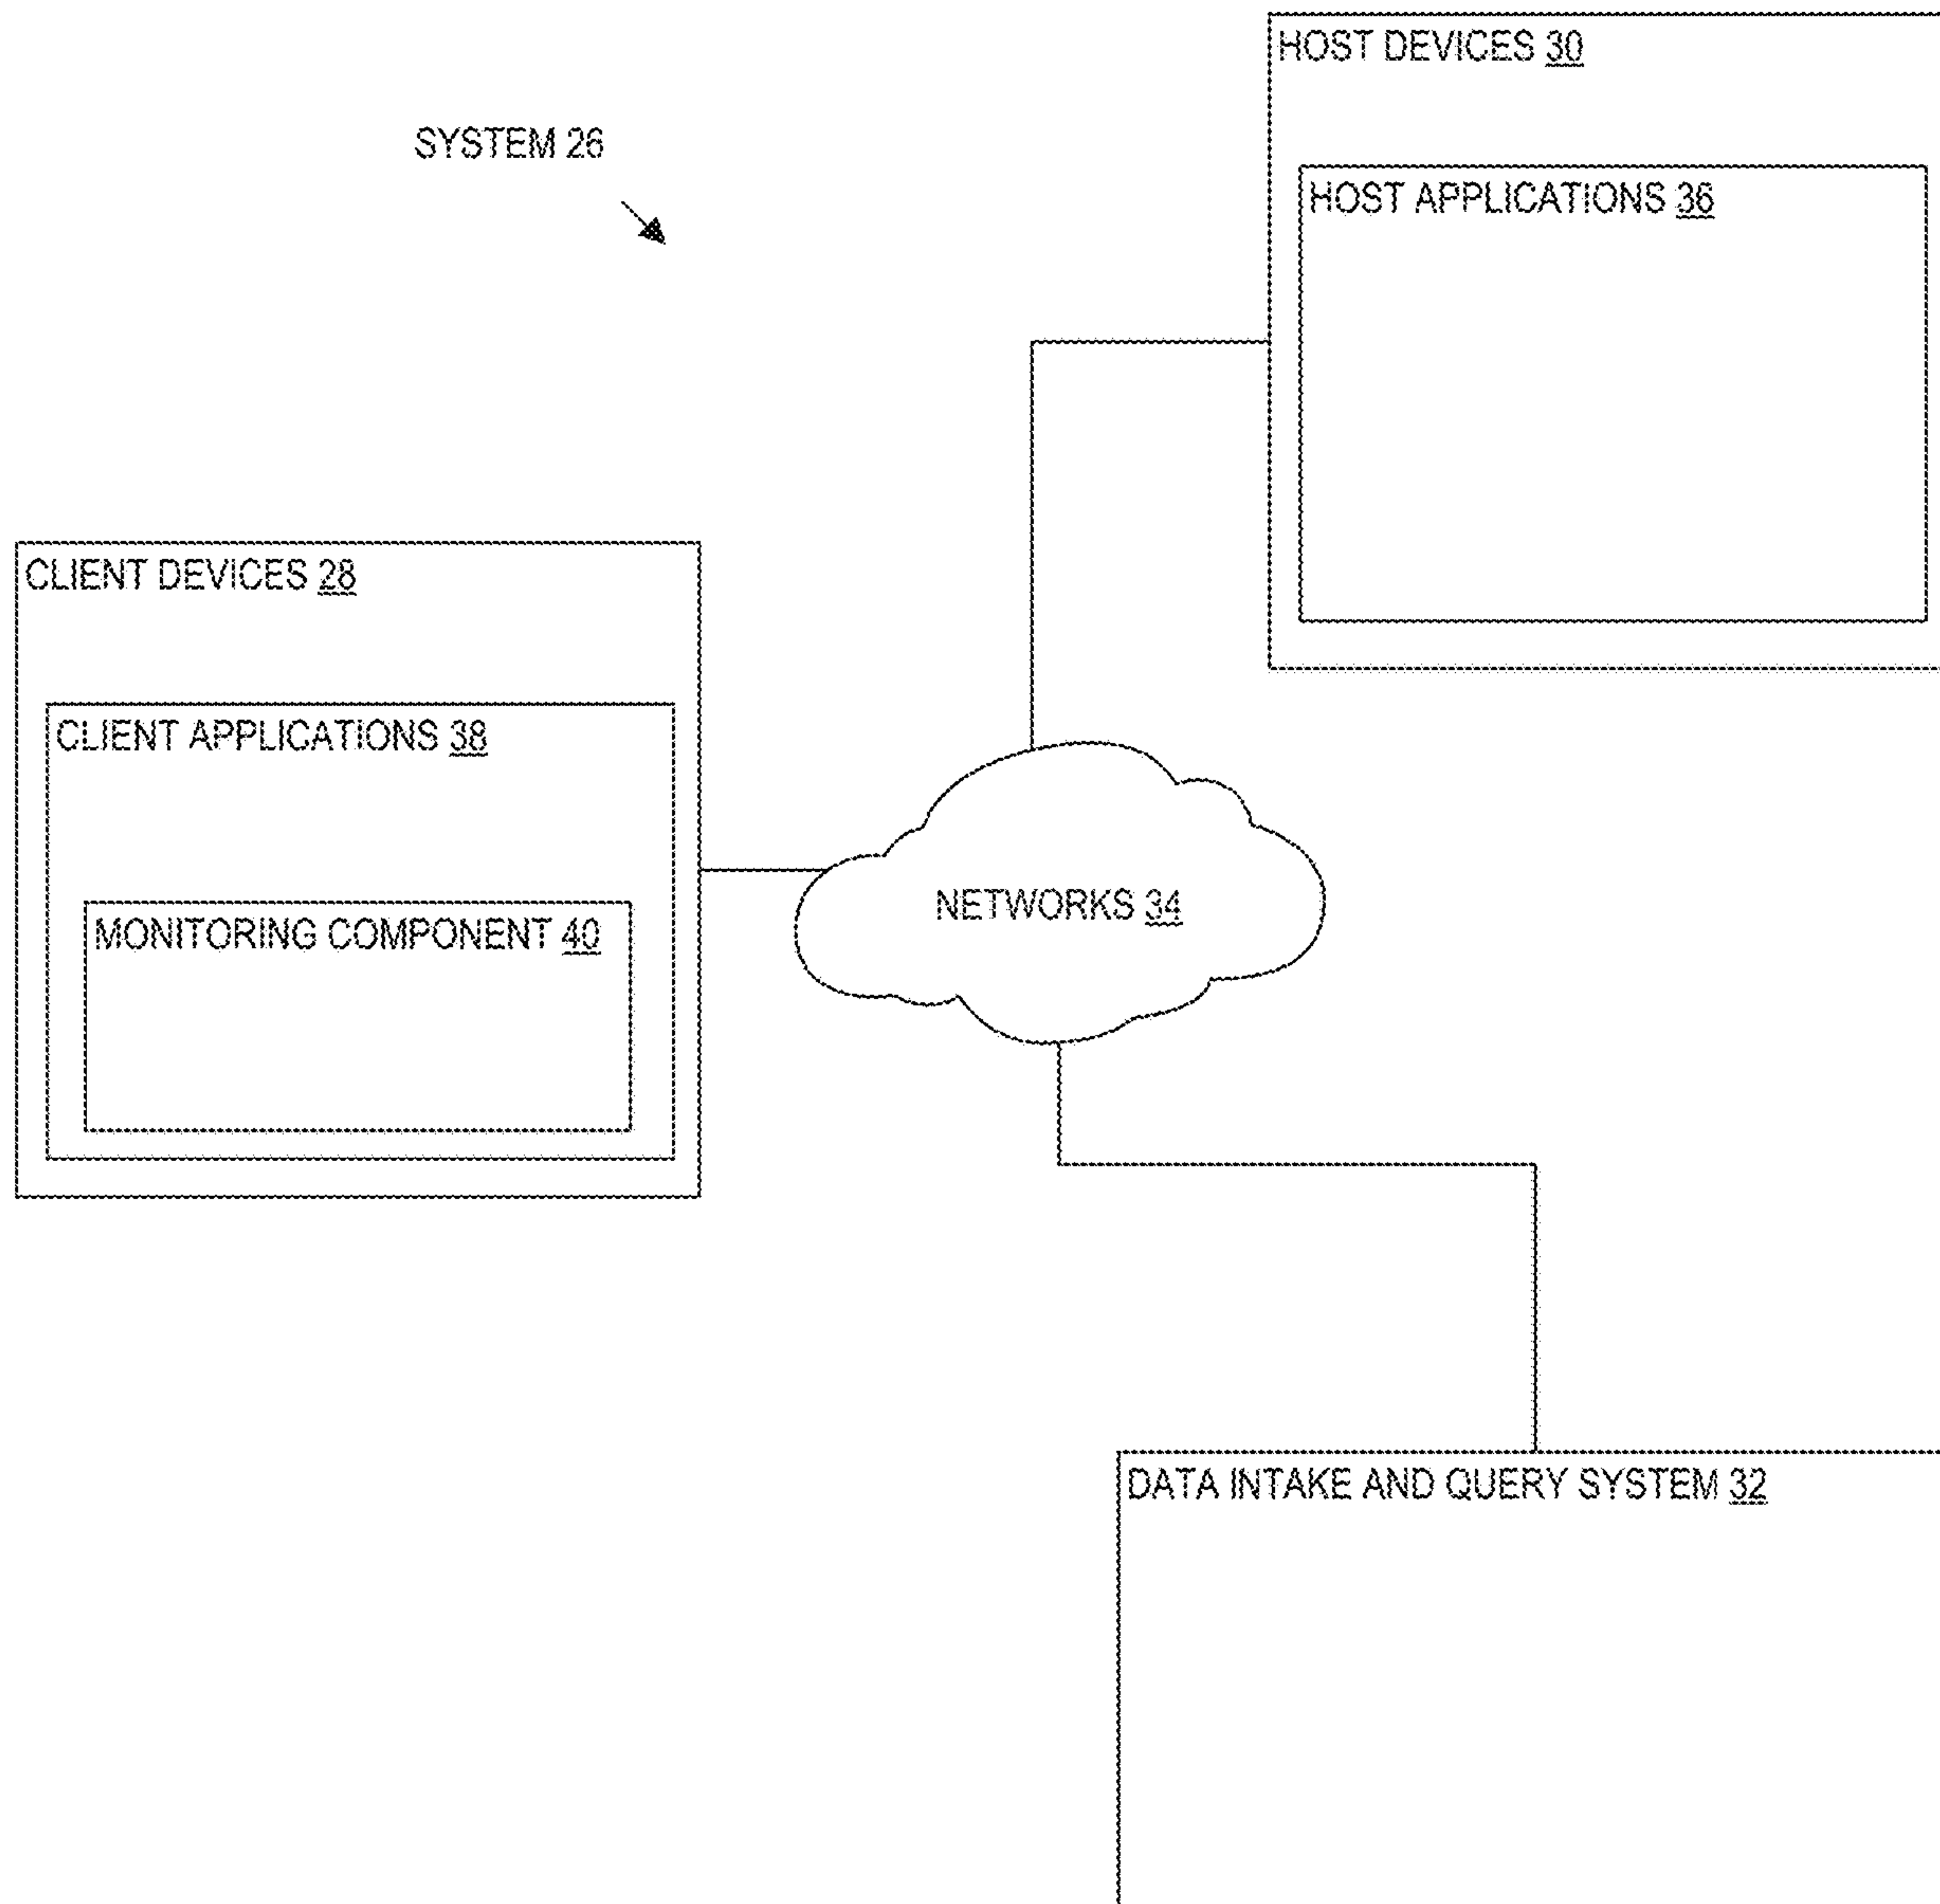 HOST DEVICES 30
SYSTEM 26
HOST APPLICATIONS 36
CLIENT DEVICES 28
CLIENT APPLICATIONS 38
NETWORKS 34
MONITORING COMPONENT 40
DATA INTAKE AND QUERY SYSTEM 32